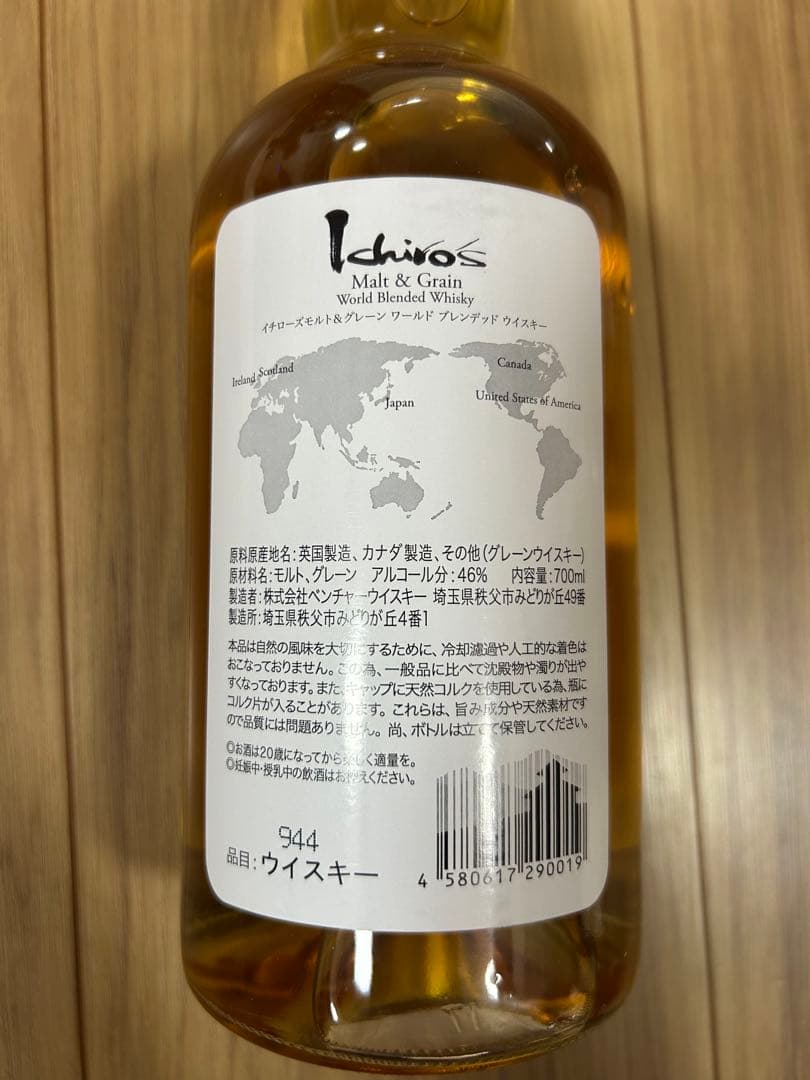 Ichiro's
Malt & Grain
World Blended Whisky
イチローズモルト&グレーン ワールド ブレンデッド ウイスキー
Ireland Scotland
Canada
Japan
United States of America
原料原産地名:英国製造、カナダ製造、その他(グレーンウイスキー)
原材料名:モルト、グレーン アルコール分:46% 内容量:700ml
製造者:株式会社ベンチャーウイスキー 埼玉県秩父市みどりが丘49番
製造所:埼玉県秩父市みどりが丘4番1
本品は自然の風味を大切にするために、冷却濾過や人工的な着色は
おこなっておりません。この為、一般品に比べて沈殿物や濁りが出や
すくなっております。また、キャップに天然コルクを使用している為、瓶に
コルク片が入ることがあります。これらは、旨み成分や天然素材です
ので品質には問題ありません。尚、ボトルは立てて保管してください。
◎お酒は20歳になってから楽しく適量を。
◎妊娠中・授乳中の飲酒はお控えください。
944
品目:ウイスキー
4 580617 290019